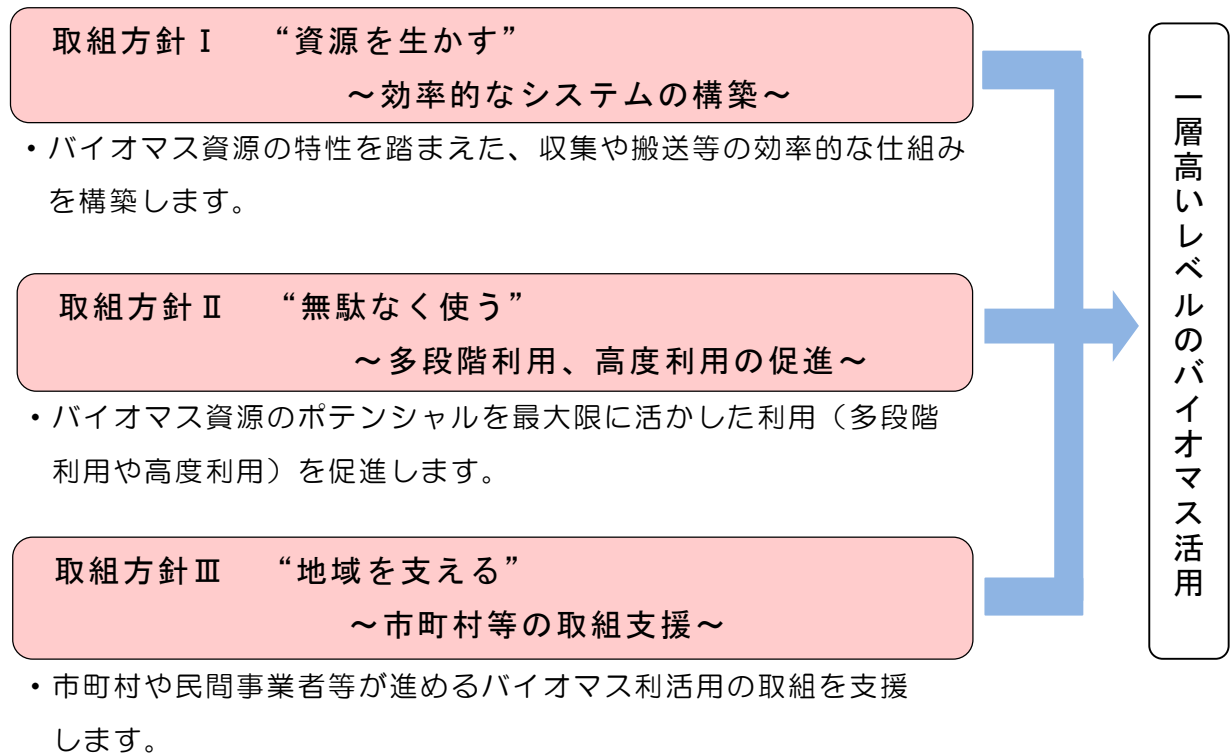 取組方針Ⅰ “資源を生かす”
～効率的なシステムの構築～
・バイオマス資源の特性を踏まえた、収集や搬送等の効率的な仕組み
を構築します。
取組方針Ⅱ “無駄なく使う”
～多段階利用、高度利用の促進～
・バイオマス資源のポテンシャルを最大限に活かした利用（多段階
利用や高度利用）を促進します。
取組方針Ⅲ “地域を支える”
～市町村等の取組支援～
・市町村や民間事業者等が進めるバイオマス利活用の取組を支援
します。
一層高いレベルのバイオマス活用